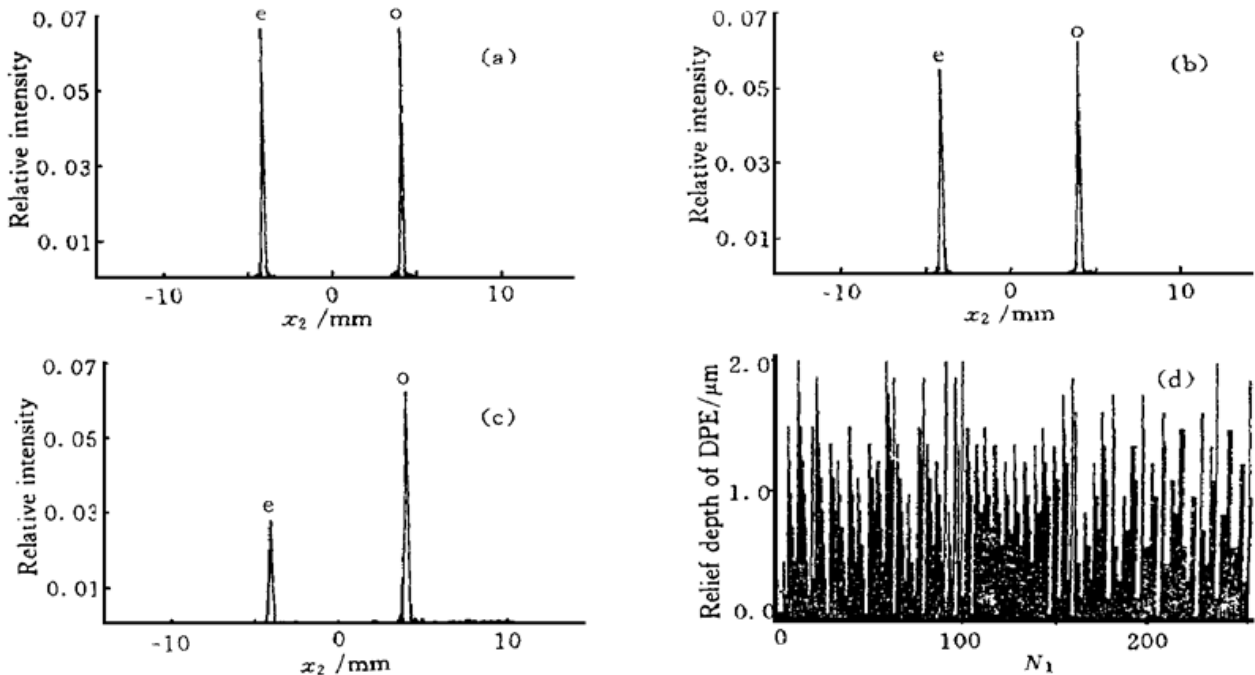 e o
(a)
0.07
0.05
0.03
0.01
Relative intensity
-10 0 10
x₂ /mm
(b)
e o
0.07
0.05
0.03
0.01
Relative intensity
-10 0 10
x₂ /mm
(c)
e o
0.07
0.05
0.03
0.01
Relative intensity
-10 0 10
x₂ /mm
(d)
2.0
1.0
0.0
Relief depth of DPE/μm
0 100 200
N₁